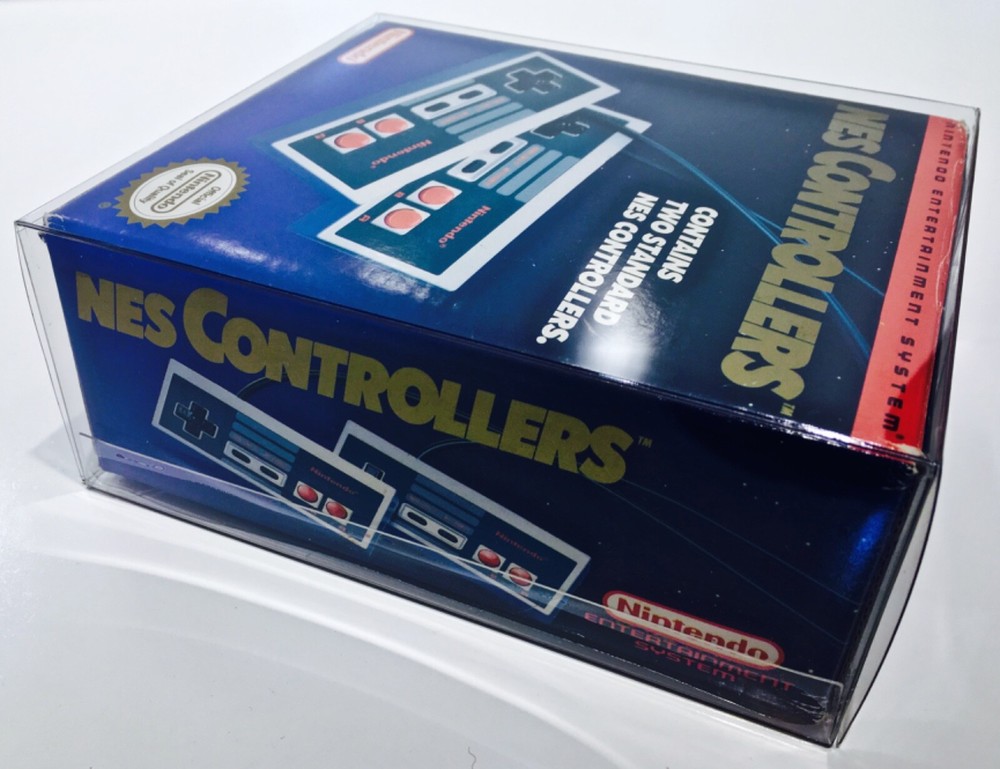 Nintendo
NINTENDO ENTERTAINMENT SYSTEM
NES CONTROLLERS™
CONTAINS
TWO STANDARD
NES CONTROLLERS.
Nintendo®
Nintendo®
Official
Nintendo
Seal of Quality
®
NES CONTROLLERS™
Nintendo
Nintendo
Nintendo
ENTERTAINMENT
SYSTEM